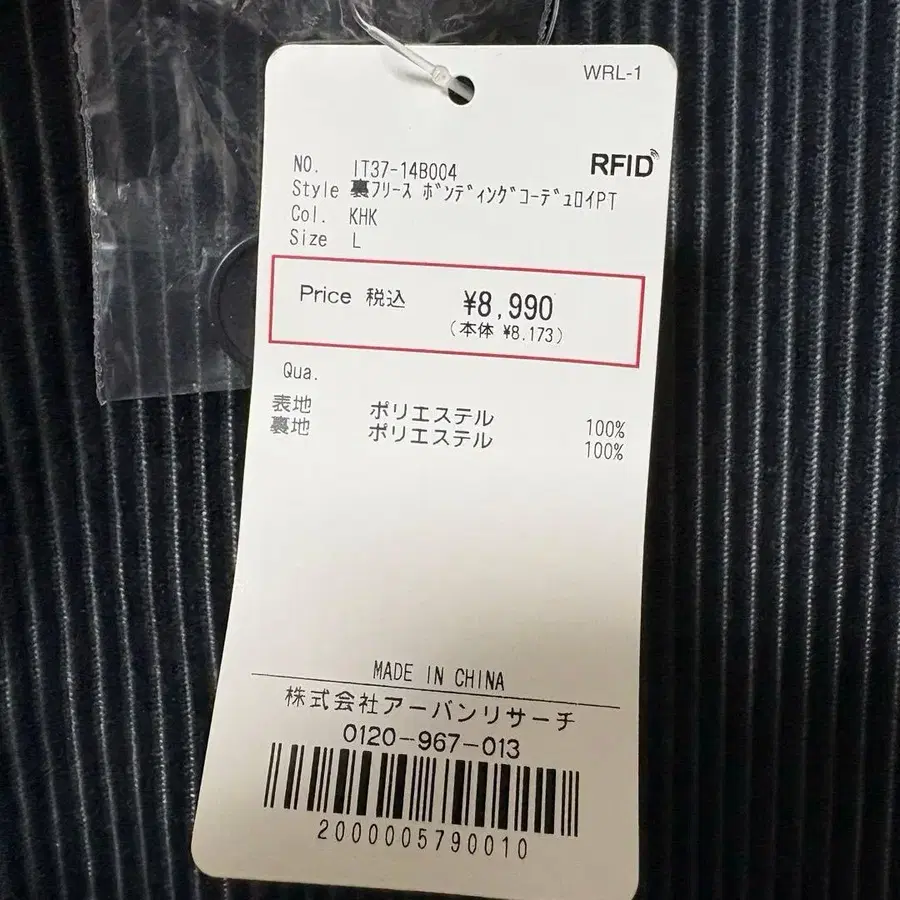 WRL-1
RFID
NO. IT37-14B004
Style 裏フリース ボンディングコーデュロイPT
Col. KHK
Size L
Price 税込 ¥8,990
(本体 ¥8.173)
Qua.
表地 ポリエステル 100%
裏地 ポリエステル 100%
MADE IN CHINA
株式会社アーバンリサーチ
0120-967-013
2000005790010